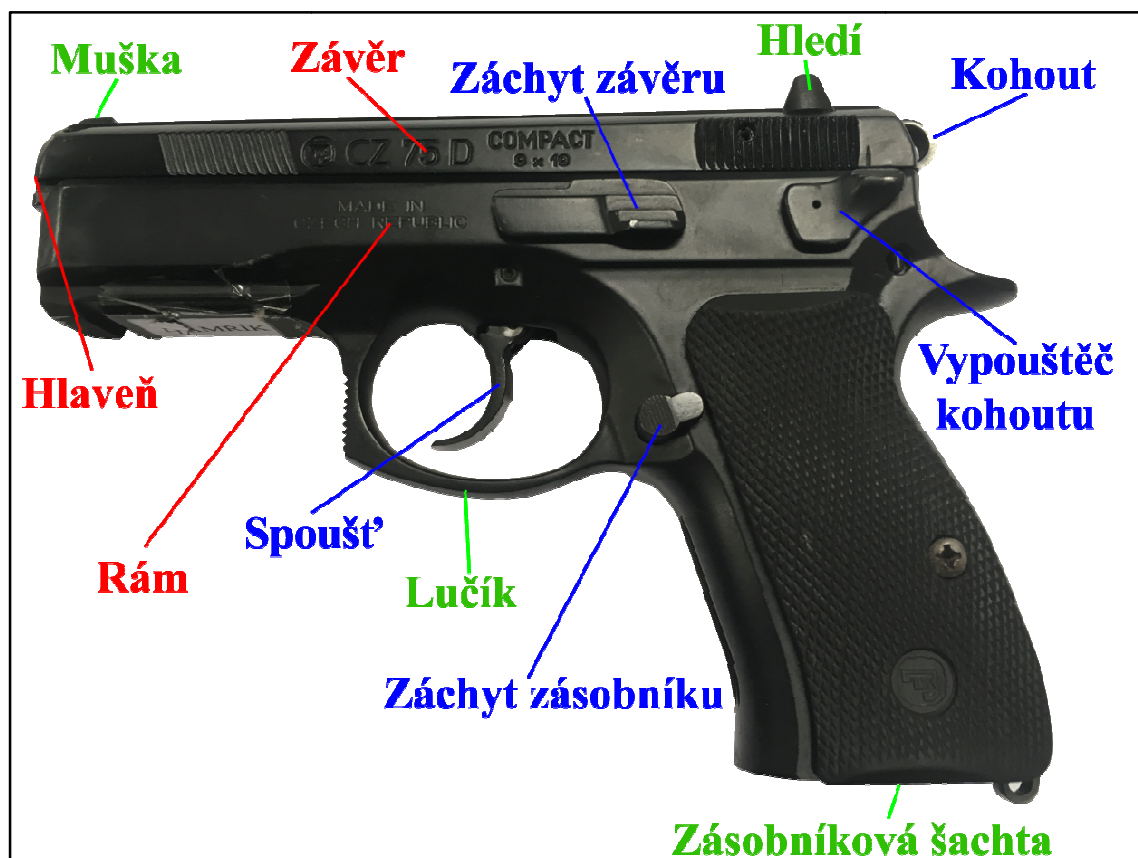 Muška
Závěr
Záchyt závěru
Hledí
Kohout
CZ 75 D COMPACT
9 x 19
MADE IN
CZECH REPUBLIC
Hlaveň
Vypouštěč
kohoutu
Spoušť
Rám
Lučík
Záchyt zásobníku
Zásobníková šachta